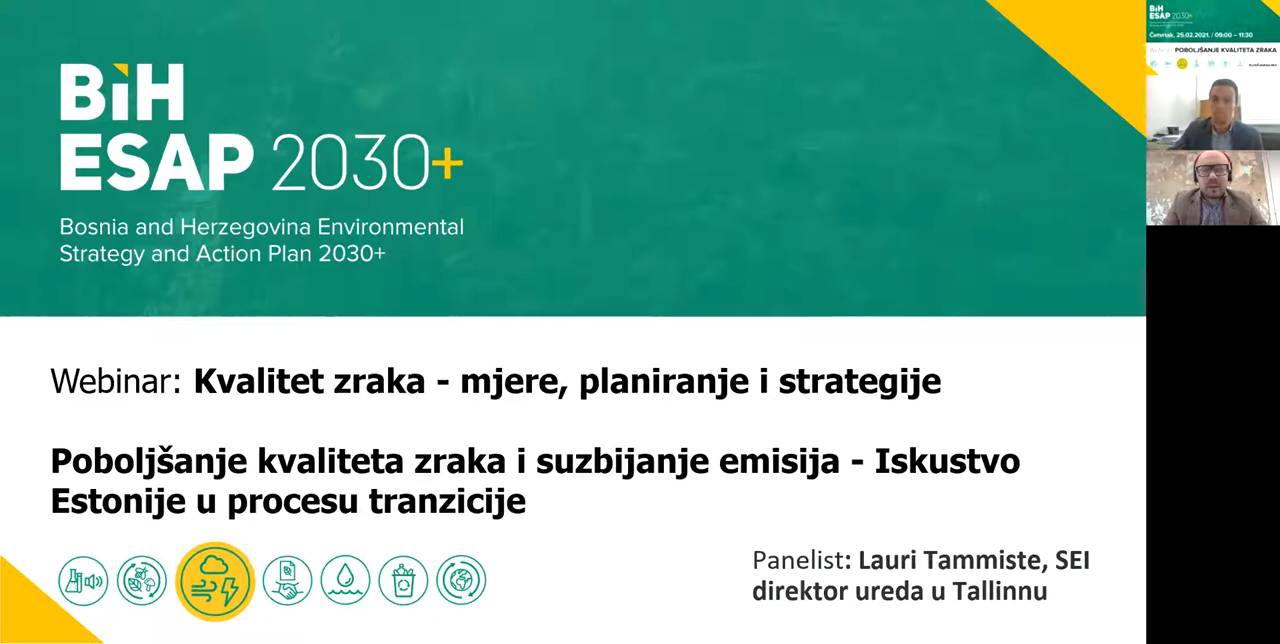 BiH
ESAP 2030+
Bosnia and Herzegovina Environmental
Strategy and Action Plan 2030+
Webinar: Kvalitet zraka - mjere, planiranje i strategije
Poboljšanje kvaliteta zraka i suzbijanje emisija - Iskustvo
Estonije u procesu tranzicije
Panelist: Lauri Tammiste, SEI
direktor ureda u Tallinnu
BiH
ESAP 2030+
Četvrtak, 25.02.2021. / 09:00 – 11:30
Webinar: POBOLJŠANJE KVALITETA ZRAKA